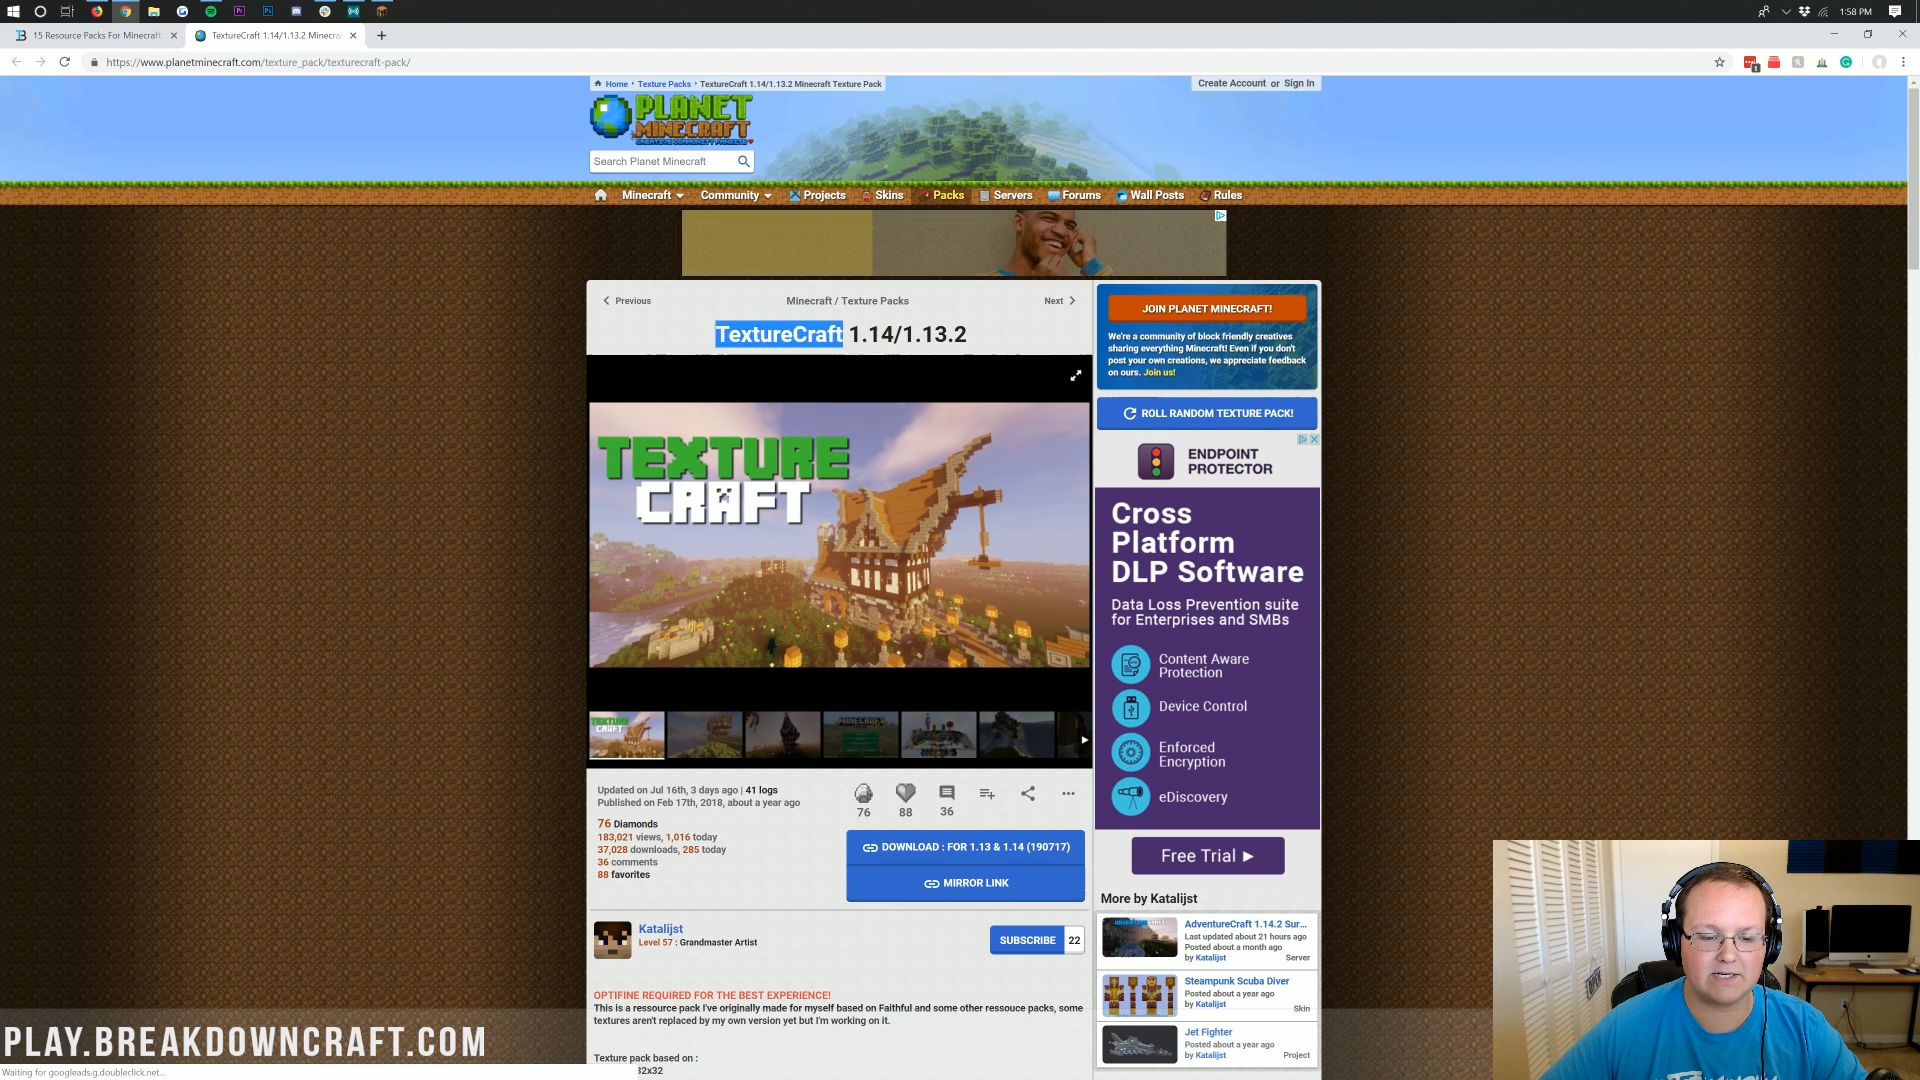 1:58 PM
15 Resource Packs For Minecraft
TextureCraft 1.14/1.13.2 Minecra
https://www.planetminecraft.com/texture_pack/texturecraft-pack/
Home › Texture Packs › TextureCraft 1.14/1.13.2 Minecraft Texture Pack
Create Account or Sign In
PLANET
MINECRAFT
Search Planet Minecraft
Minecraft Community Projects Skins Packs Servers Forums Wall Posts Rules
Previous
Minecraft / Texture Packs
Next
TextureCraft 1.14/1.13.2
TEXTURE
CRAFT
JOIN PLANET MINECRAFT!
We're a community of block friendly creatives
sharing everything Minecraft! Even if you don't
post your own creations, we appreciate feedback
on ours. Join us!
ROLL RANDOM TEXTURE PACK!
ENDPOINT
PROTECTOR
Cross
Platform
DLP Software
Data Loss Prevention suite
for Enterprises and SMBs
Content Aware
Protection
Device Control
Enforced
Encryption
eDiscovery
Free Trial
Updated on Jul 16th, 3 days ago | 41 logs
Published on Feb 17th, 2018, about a year ago
76 88 36
76 Diamonds
183,021 views, 1,016 today
37,028 downloads, 285 today
36 comments
88 favorites
DOWNLOAD : FOR 1.13 & 1.14 (190717)
MIRROR LINK
Katalijst
Level 57 : Grandmaster Artist
SUBSCRIBE 22
OPTIFINE REQUIRED FOR THE BEST EXPERIENCE!
This is a ressource pack I've originally made for myself based on Faithful and some other ressouce packs, some
textures aren't replaced by my own version yet but I'm working on it.
Texture pack based on :
32x32
More by Katalijst
AdventureCraft 1.14.2 Sur...
Last updated about 21 hours ago
Posted about a month ago
by Katalijst Server
Steampunk Scuba Diver
Posted about a year ago
by Katalijst
Skin
Jet Fighter
Posted about a year ago
by Katalijst Project
PLAY.BREAKDOWNCRAFT.COM
Waiting for googleads.g.doubleclick.net...